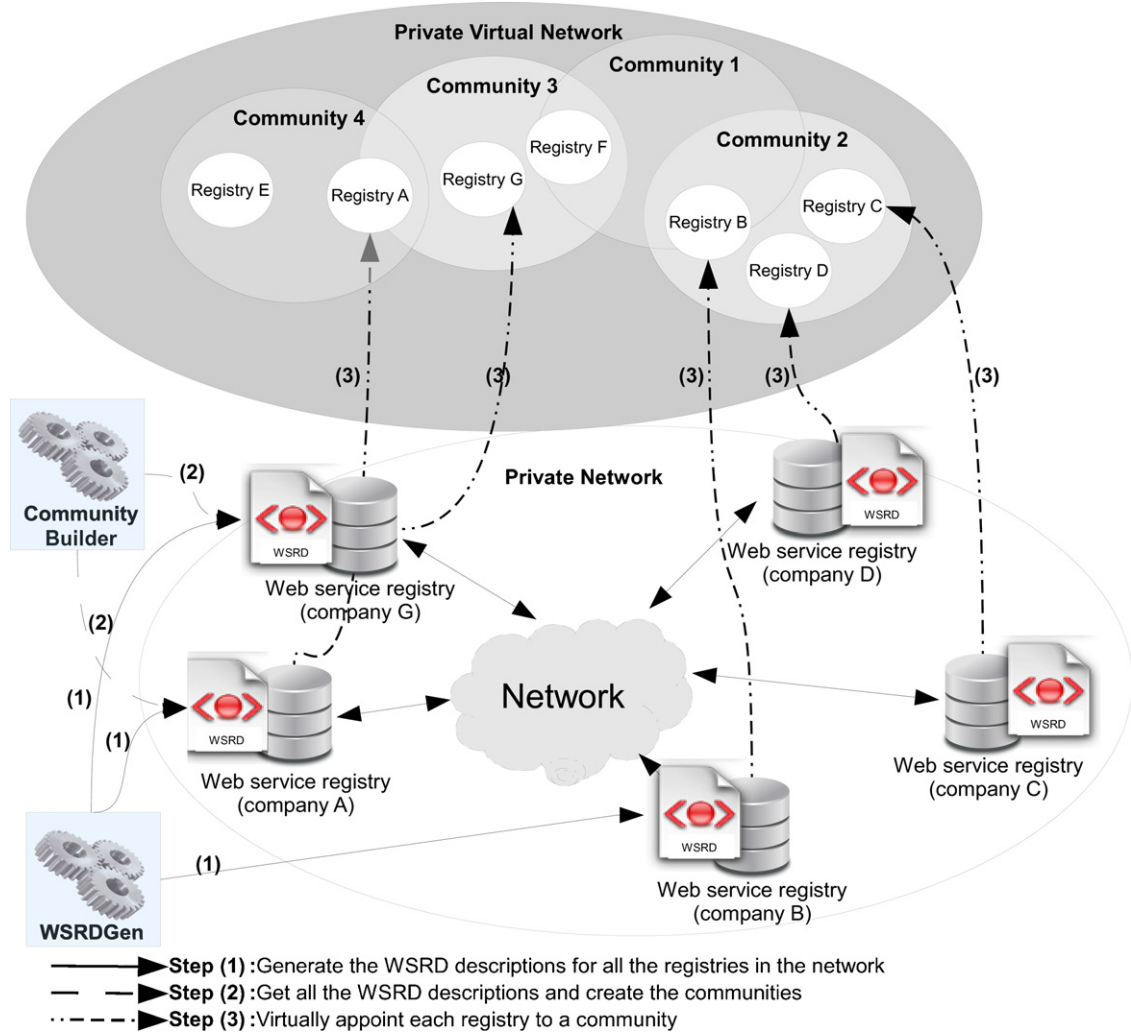 Private Virtual Network
Community 1
Community 3
Community 4
Community 2
Registry F
Registry E
Registry A
Registry G
Registry C
Registry B
Registry D
(3)
(3)
(3)
(3)
(3)
Community
Builder
(2)
Private Network
WSRD
Web service registry
(company G)
WSRD
Web service registry
(company D)
(2)
(1)
(1)
WSRD
Web service registry
(company A)
Network
WSRD
Web service registry
(company C)
(1)
WSRD
Web service registry
(company B)
WSRDGen
Step (1) :Generate the WSRD descriptions for all the registries in the network
Step (2) :Get all the WSRD descriptions and create the communities
Step (3) :Virtually appoint each registry to a community